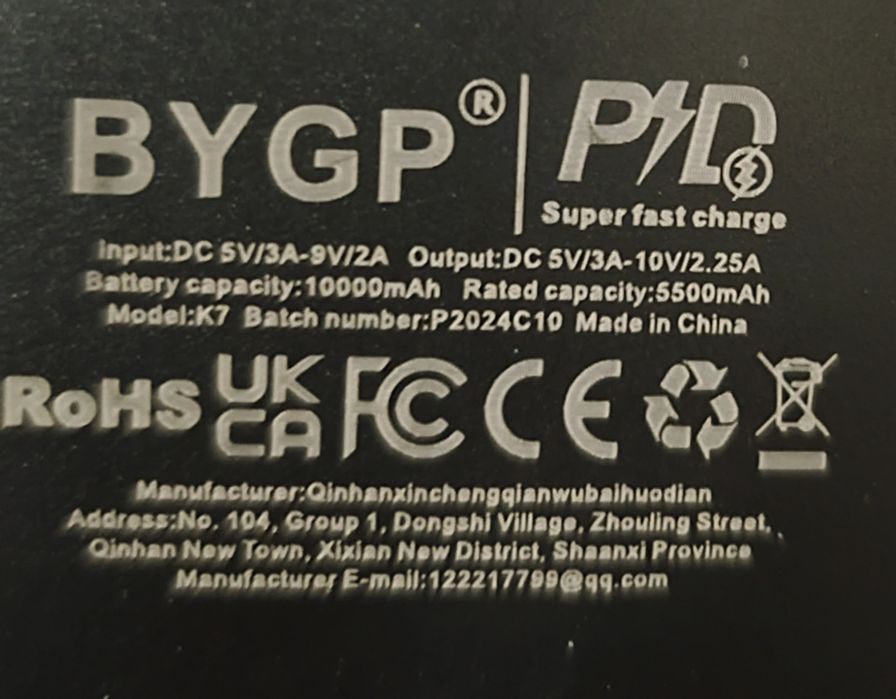 BYGP® PD
Super fast charge
Input:DC 5V/3A-9V/2A Output:DC 5V/3A-10V/2.25A
Battery capacity:10000mAh Rated capacity:5500mAh
Model:K7 Batch number:P2024C10 Made in China
RoHS UK CA FC CE
Manufacturer:Qinhanxinchengqianwubaihuodian
Address:No. 104, Group 1, Dongshi Village, Zhouling Street,
Qinhan New Town, Xixian New District, Shaanxi Province
Manufacturer E-mail:122217799@qq.com